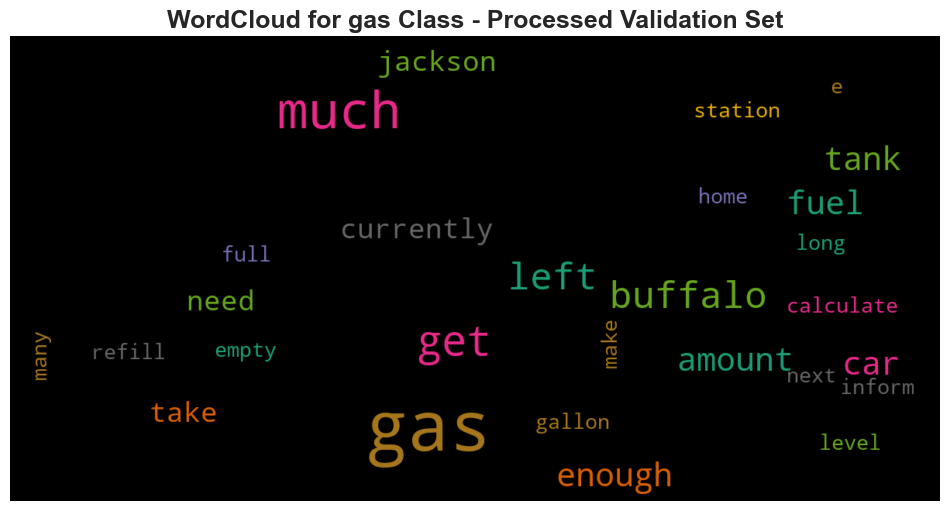 WordCloud for gas Class - Processed Validation Set
jackson
e
much
station
tank
home
fuel
currently
long
full
left
need
buffalo
calculate
get
make
many
refill
empty
amount
car
next
inform
take
gas
gallon
level
enough